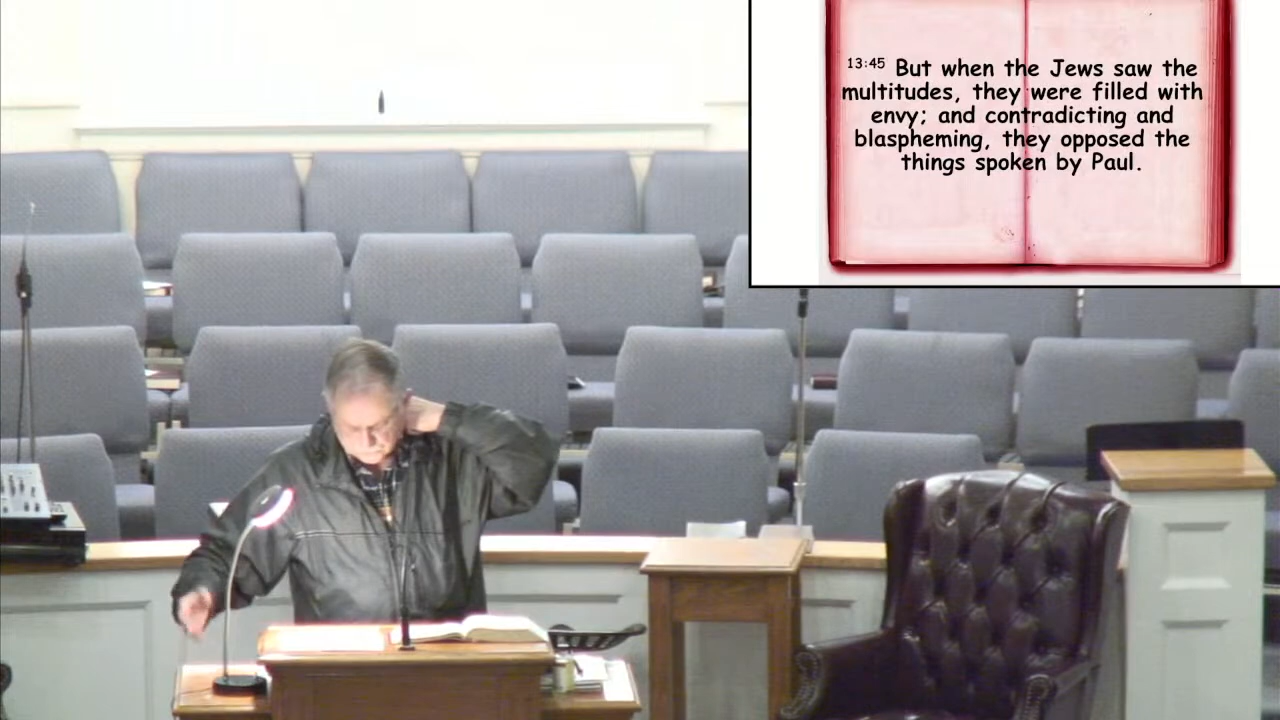 13:45 But when the Jews saw the
multitudes, they were filled with
envy; and contradicting and
blaspheming, they opposed the
things spoken by Paul.